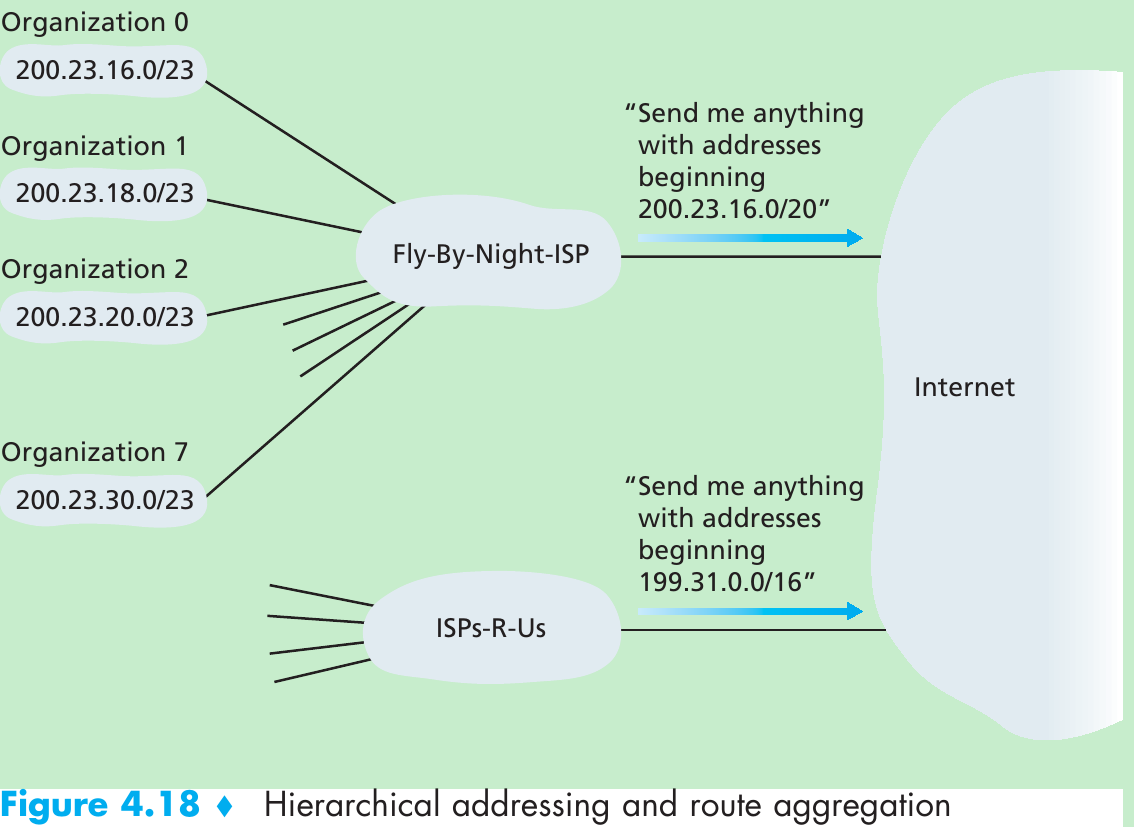 Organization 0
200.23.16.0/23
Organization 1
200.23.18.0/23
Organization 2
200.23.20.0/23
Organization 7
200.23.30.0/23
Fly-By-Night-ISP
“Send me anything
with addresses
beginning
200.23.16.0/20”
Internet
ISPs-R-Us
“Send me anything
with addresses
beginning
199.31.0.0/16”
Figure 4.18 ♦ Hierarchical addressing and route aggregation